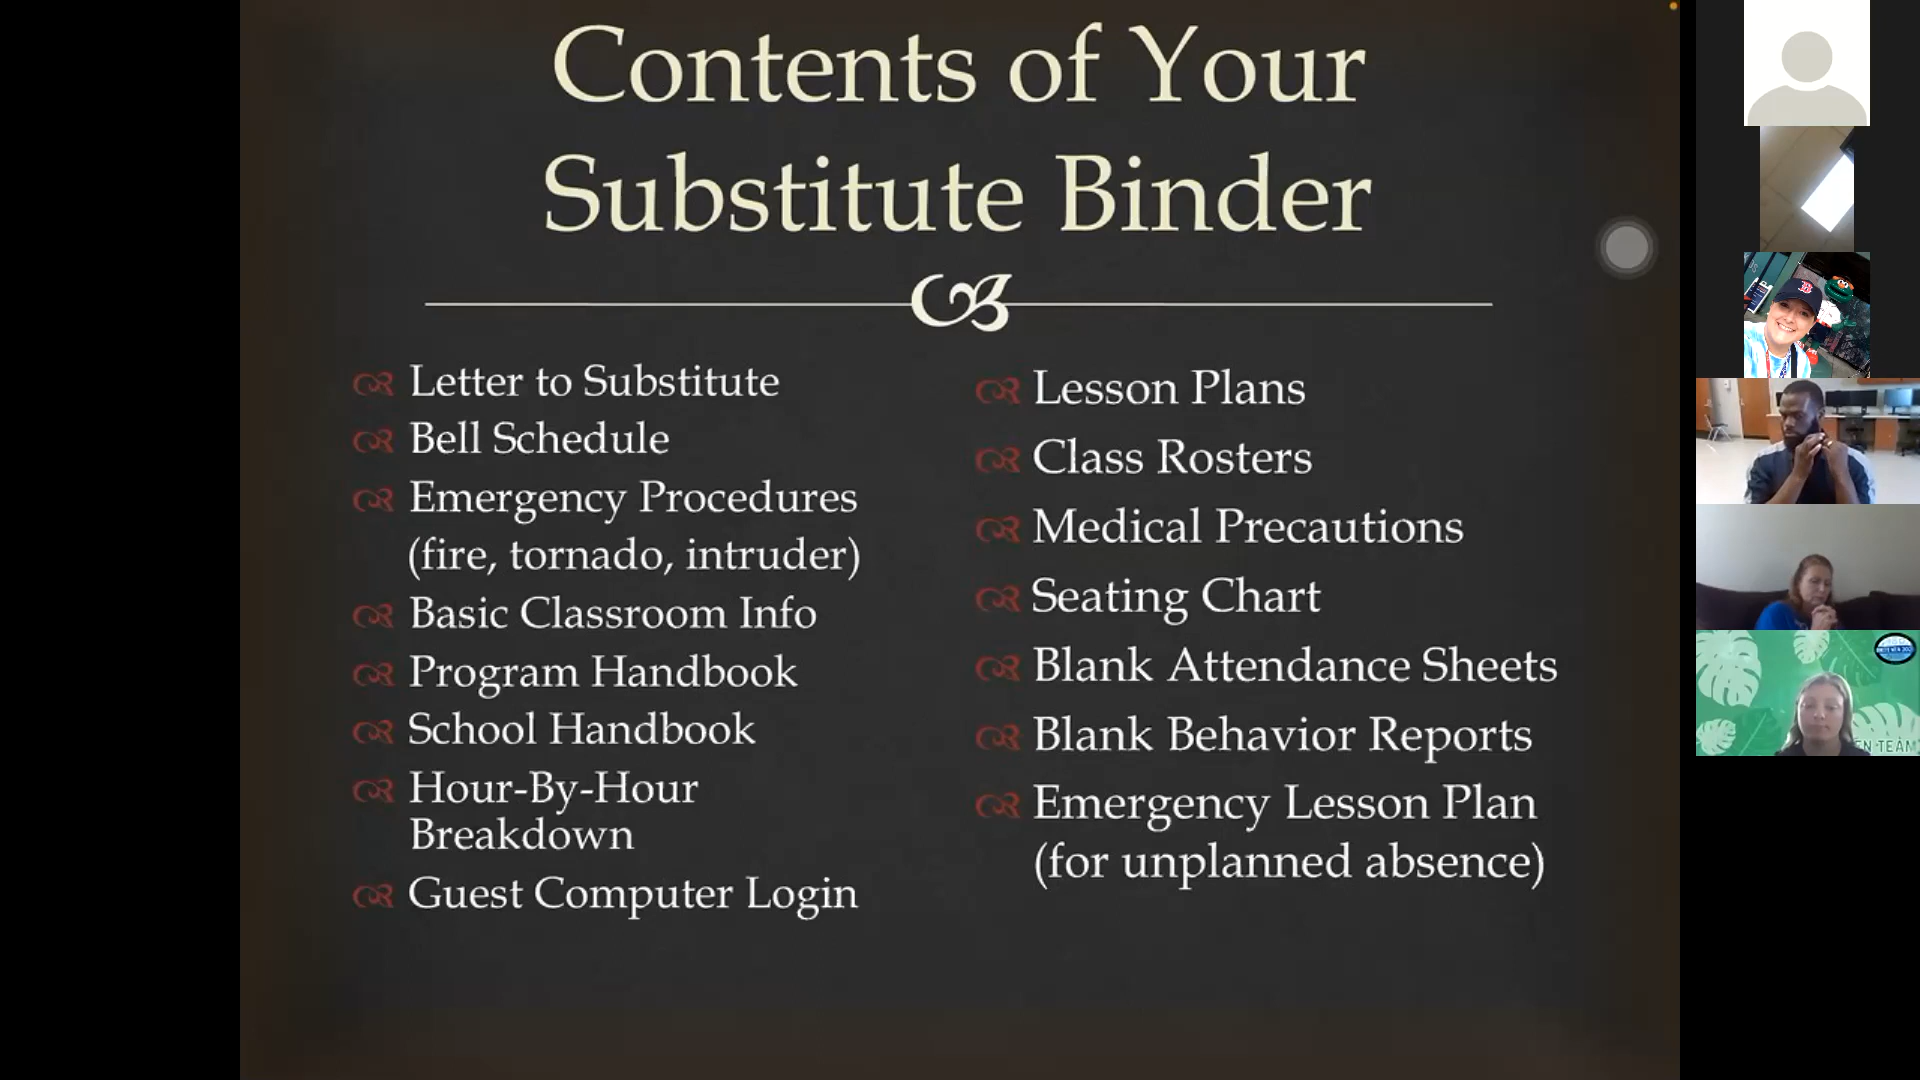 Contents of Your
Substitute Binder
Letter to Substitute
Bell Schedule
Emergency Procedures
(fire, tornado, intruder)
Basic Classroom Info
Program Handbook
School Handbook
Hour-By-Hour
Breakdown
Guest Computer Login
Lesson Plans
Class Rosters
Medical Precautions
Seating Chart
Blank Attendance Sheets
Blank Behavior Reports
Emergency Lesson Plan
(for unplanned absence)
B
EN TEAM